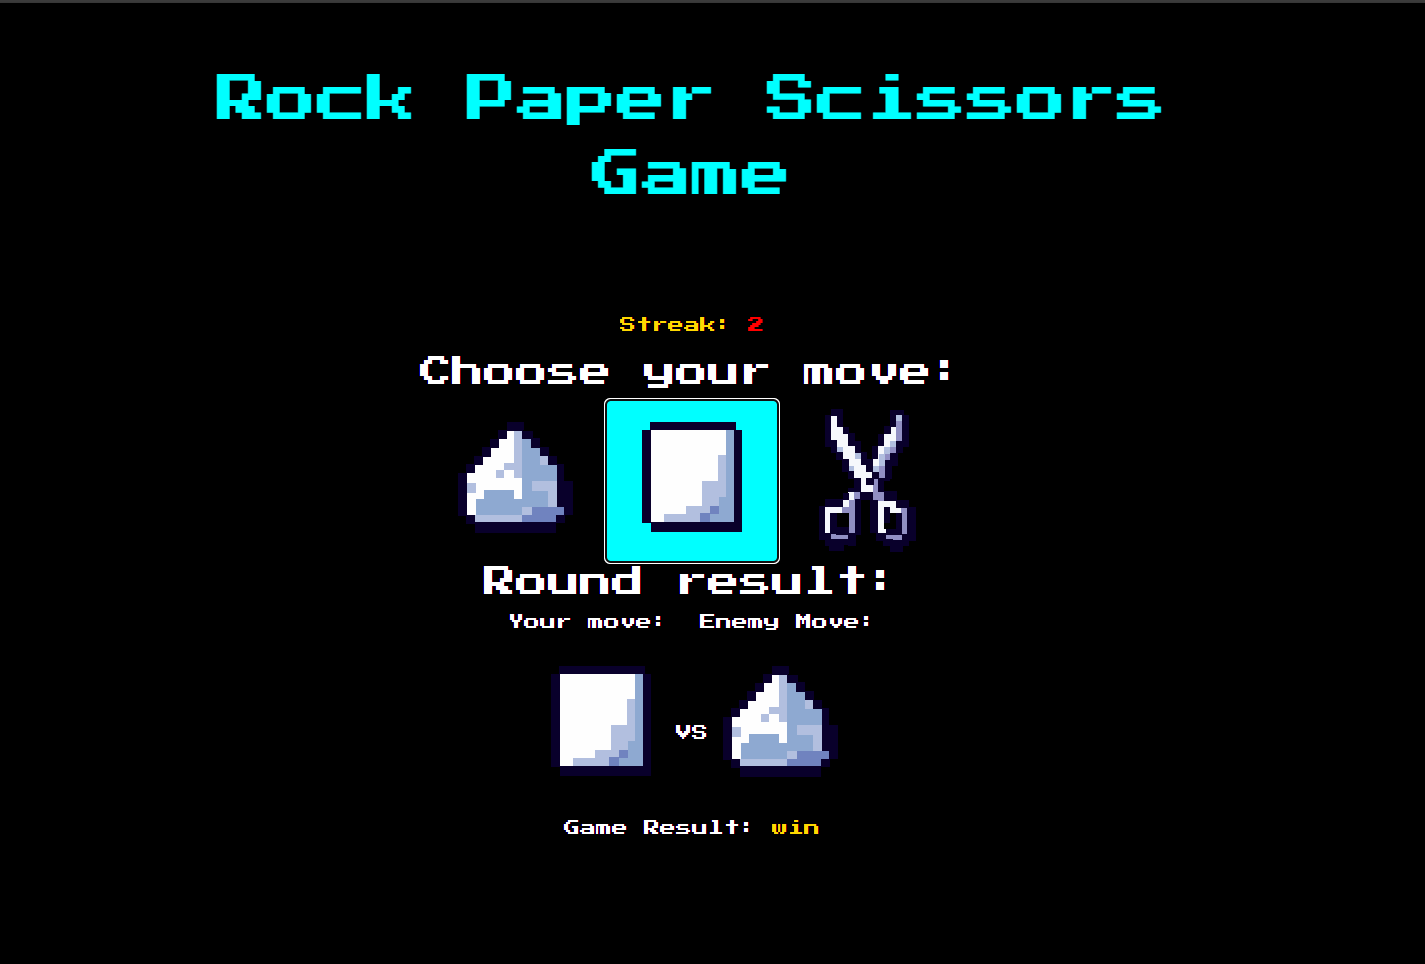 Rock Paper Scissors
Game
Streak: 2
Choose your move:
Round result:
Your move: Enemy Move:
VS
Game Result: win